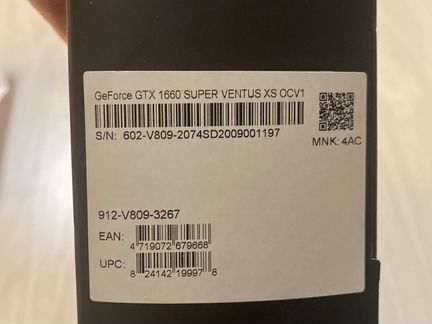 GeForce GTX 1660 SUPER VENTUS XS OCV1
S/N: 602-V809-2074SD2009001197
MNK: 4AC
912-V809-3267
EAN:
4 719072 679668
UPC:
8 24142 19997 8